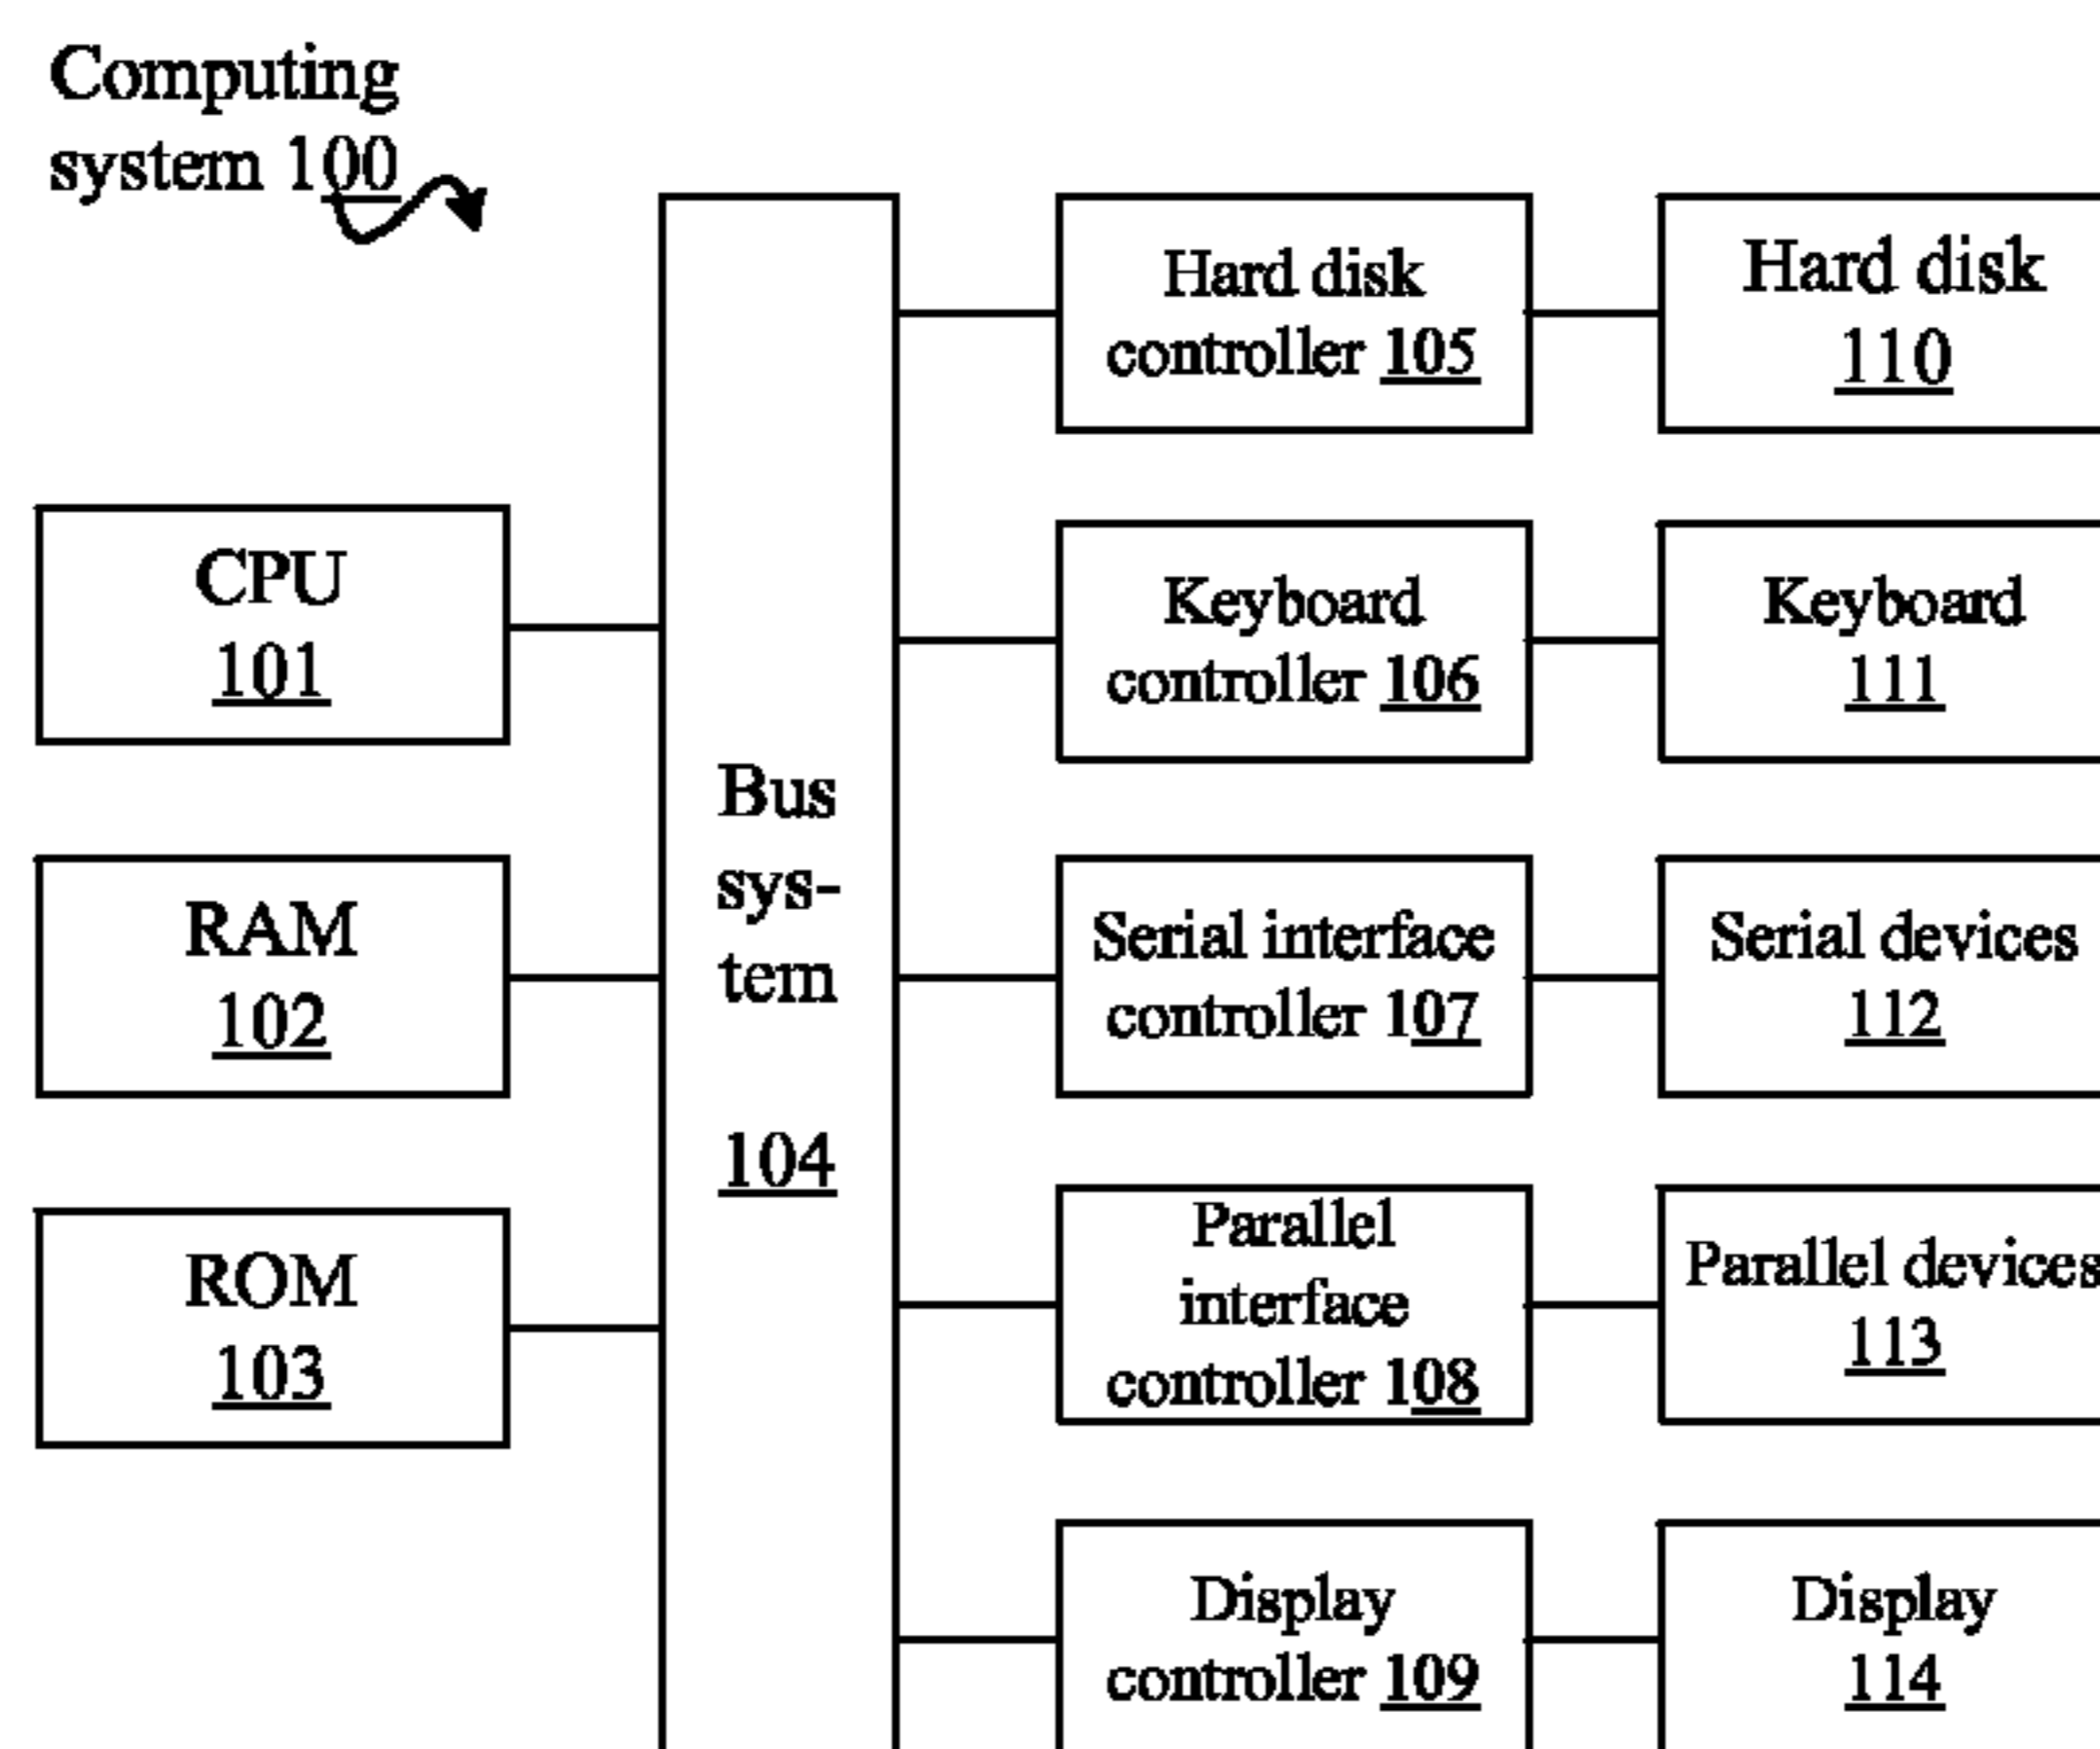 Computing
system 100
Hard disk
controller 105
Hard disk
110
CPU
101
Keyboard
controller 106
Keyboard
111
Bus
sys-
tem
104
RAM
102
Serial interface
controller 107
Serial devices
112
ROM
103
Parallel
interface
controller 108
Parallel devices
113
Display
controller 109
Display
114